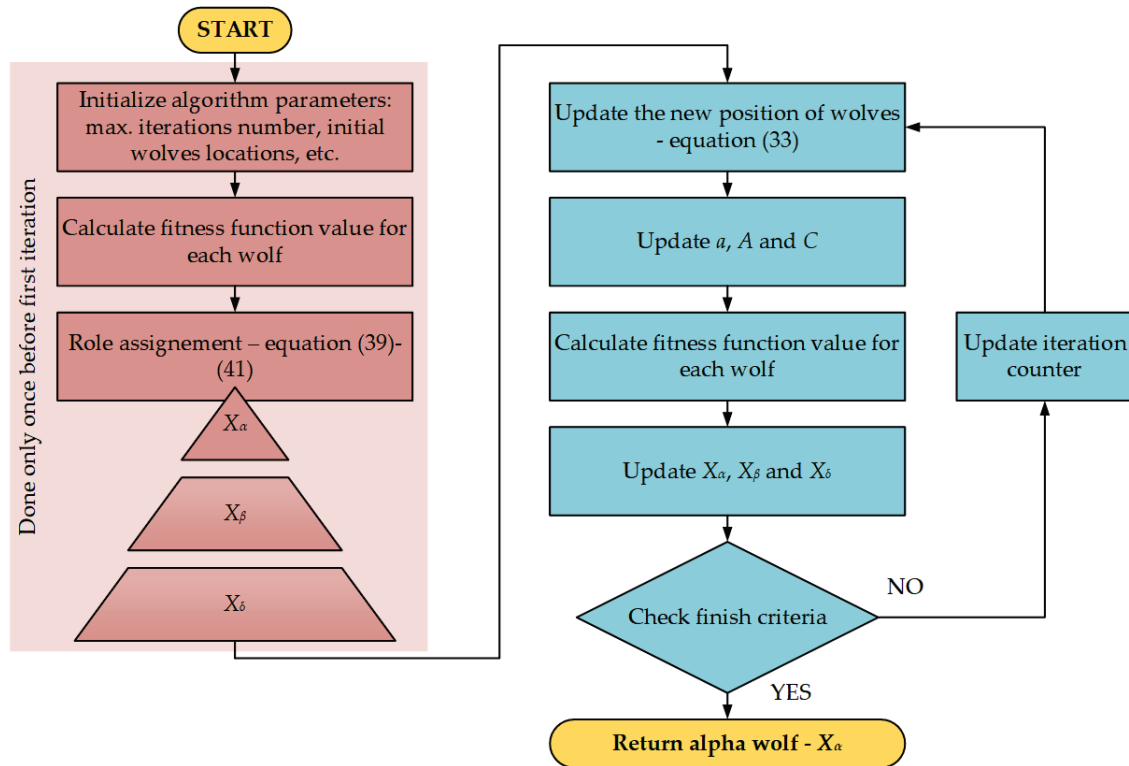 START
Done only once before first iteration
Initialize algorithm parameters:
max. iterations number, initial
wolves locations, etc.
Calculate fitness function value for
each wolf
Role assignement – equation (39)-
(41)
Xα
Xβ
Xδ
Update the new position of wolves
- equation (33)
Update a, A and C
Calculate fitness function value for
each wolf
Update Xα, Xβ and Xδ
Check finish criteria
NO
Update iteration
counter
YES
Return alpha wolf - Xα